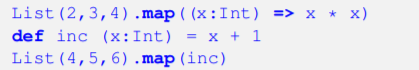 List(2,3,4).map((x:Int) => x * x)
def inc (x:Int) = x + 1
List(4,5,6).map(inc)